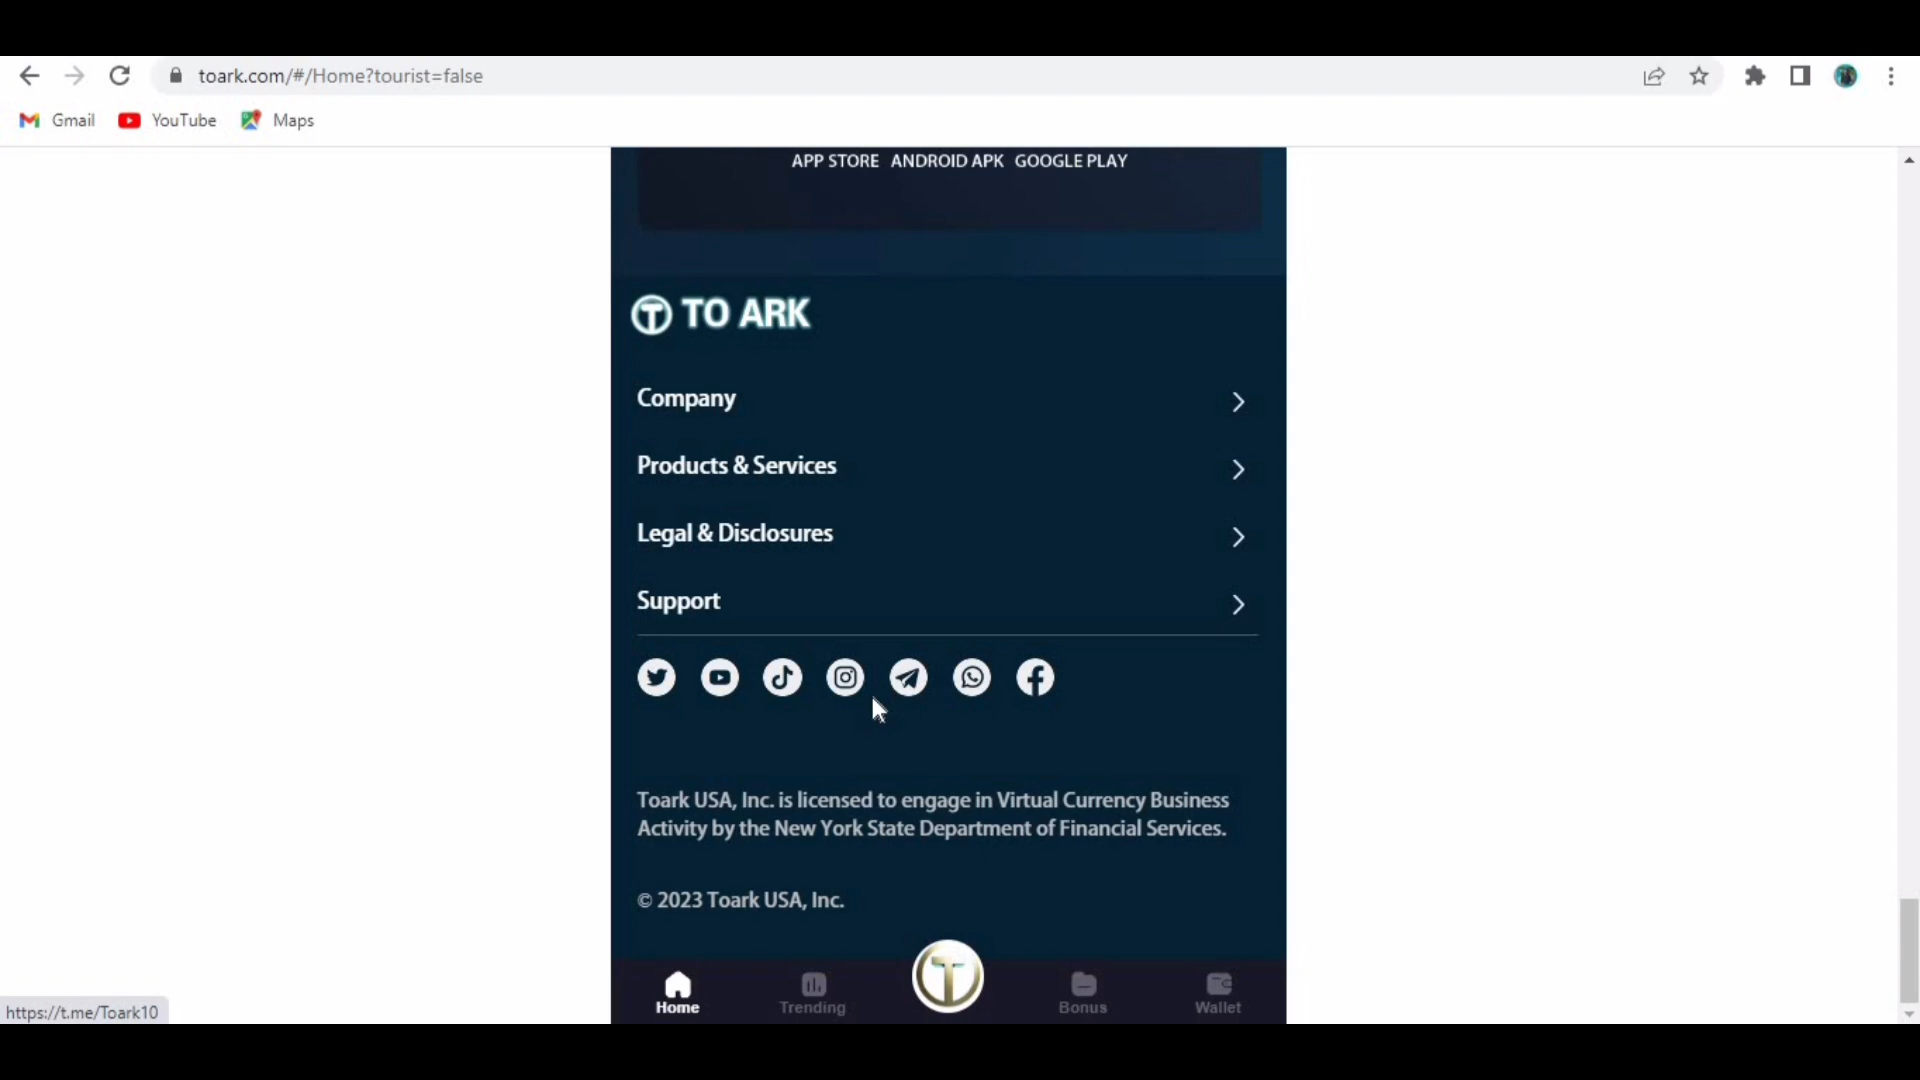 toark.com/#/Home?tourist=false
Gmail YouTube Maps
APP STORE ANDROID APK GOOGLE PLAY
TO ARK
Company
Products & Services
Legal & Disclosures
Support
Toark USA, Inc. is licensed to engage in Virtual Currency Business
Activity by the New York State Department of Financial Services.
© 2023 Toark USA, Inc.
Home Trending Bonus Wallet
https://t.me/Toark10